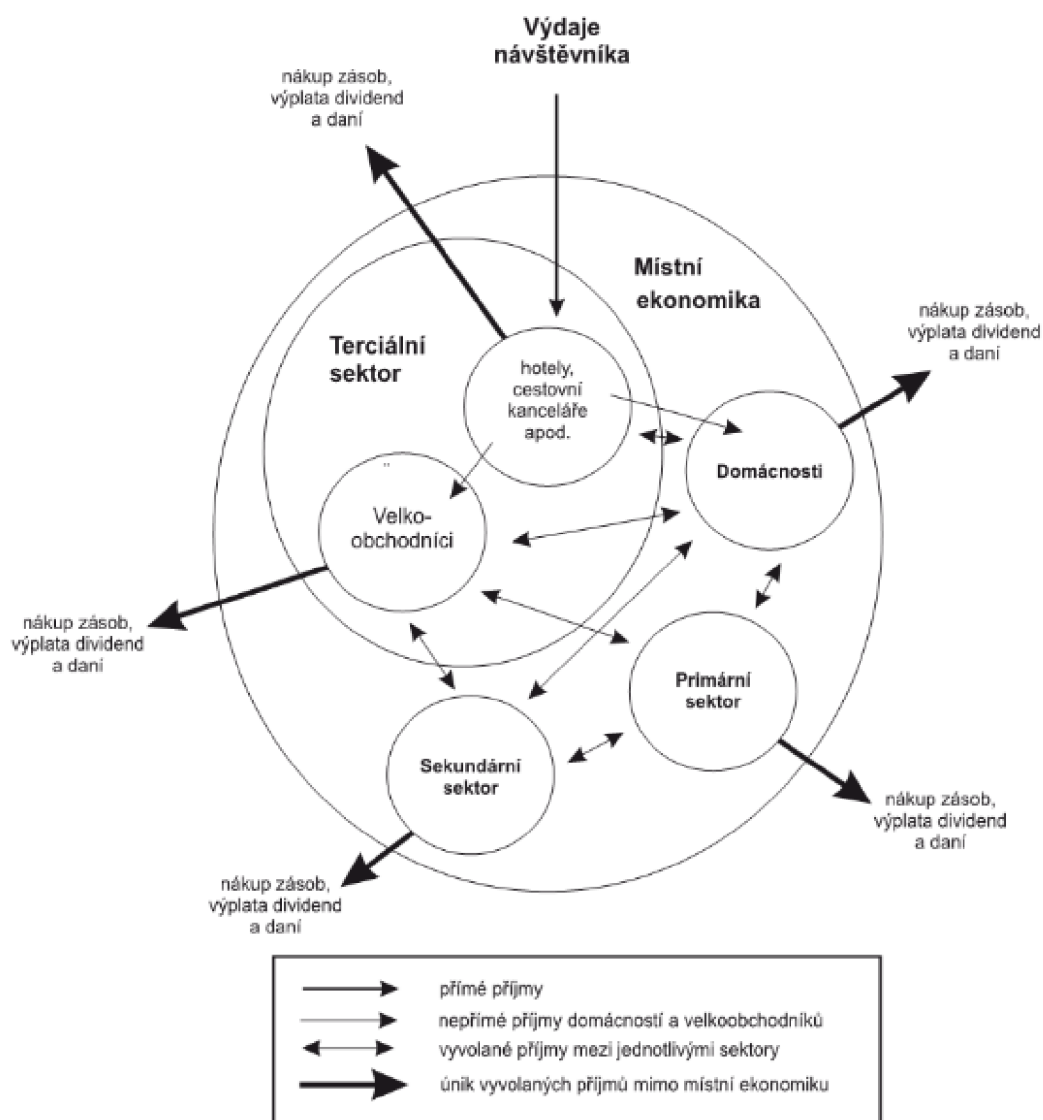 Výdaje
návštěvníka
nákup zásob,
výplata dividend
a daní
Místní
ekonomika
nákup zásob,
výplata dividend
a daní
Terciální
sektor
hotely,
cestovní
kanceláře
apod.
Domácnosti
Velko-
obchodníci
nákup zásob,
výplata dividend
a daní
Primární
sektor
Sekundární
sektor
nákup zásob,
výplata dividend
a daní
nákup zásob,
výplata dividend
a daní
přímé příjmy
nepřímé příjmy domácností a velkoobchodníků
vyvolané příjmy mezi jednotlivými sektory
únik vyvolaných příjmů mimo místní ekonomiku